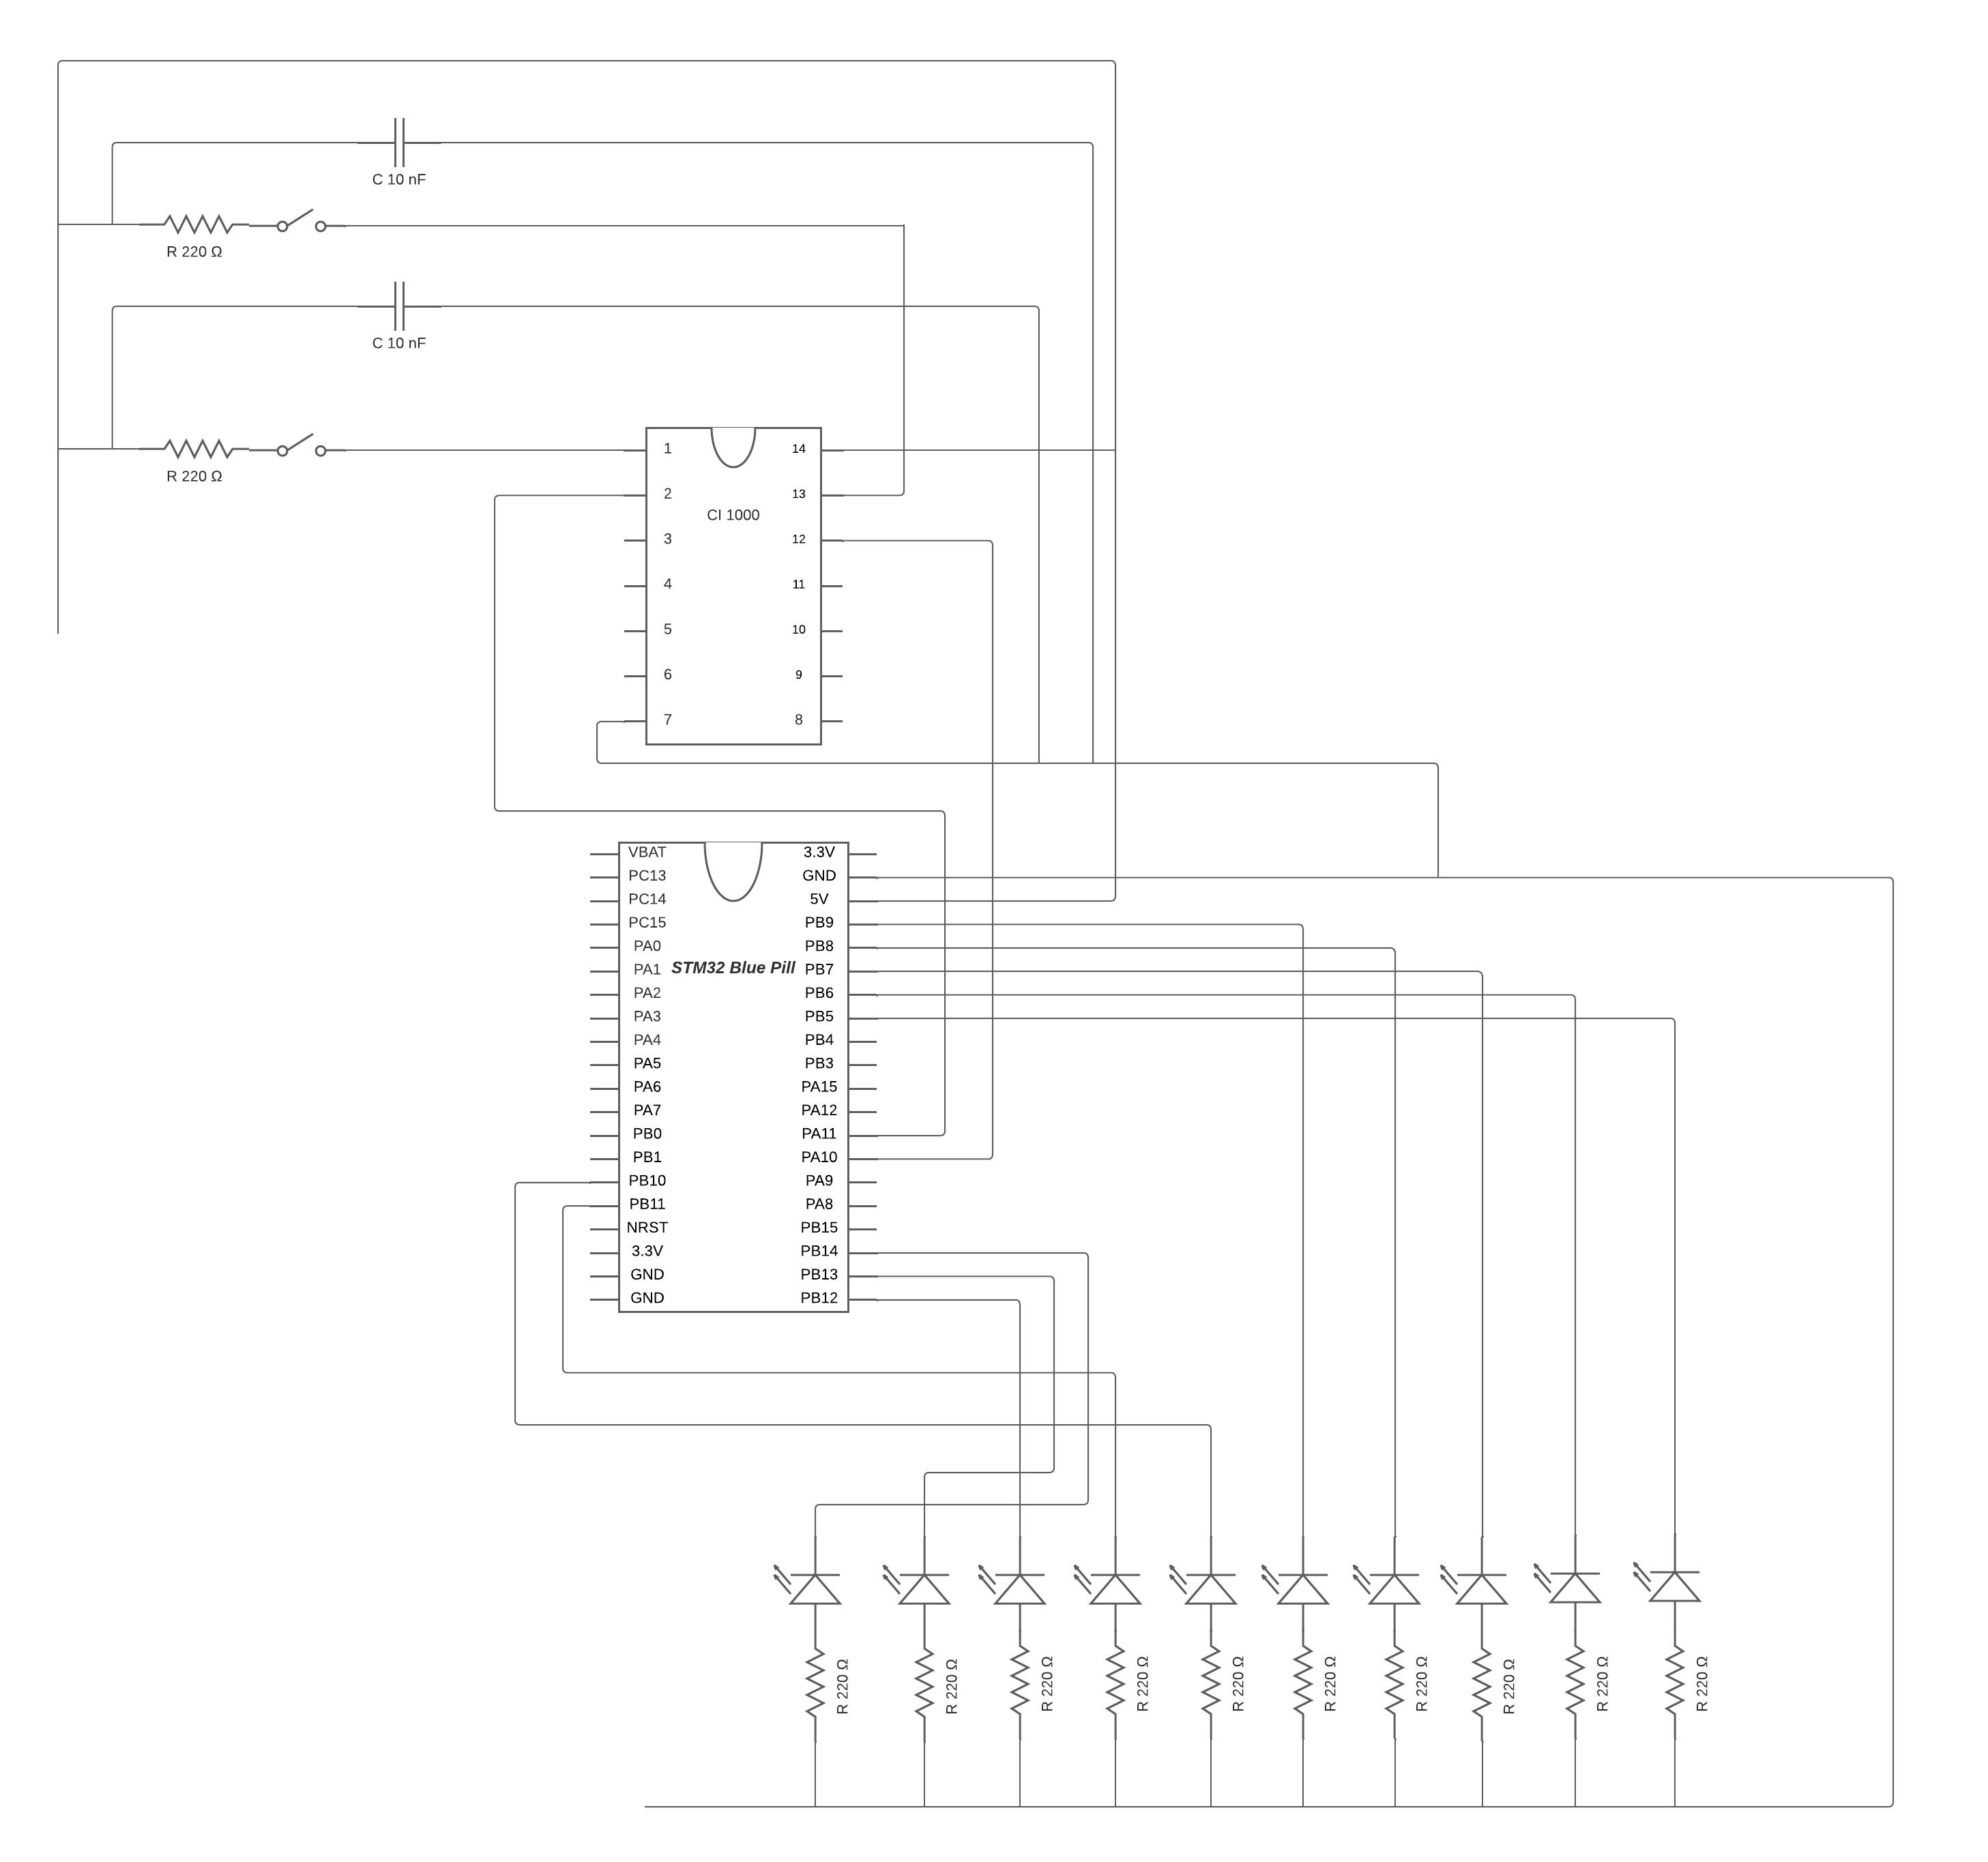 C 10 nF
R 220 Ω
C 10 nF
R 220 Ω
1 14
2 13
CI 1000
3 12
4 11
5 10
6 9
7 8
VBAT 3.3V
PC13 GND
PC14 5V
PC15 PB9
PA0 PB8
PA1 STM32 Blue Pill PB7
PA2 PB6
PA3 PB5
PA4 PB4
PA5 PB3
PA6 PA15
PA7 PA12
PB0 PA11
PB1 PA10
PB10 PA9
PB11 PA8
NRST PB15
3.3V PB14
GND PB13
GND PB12
R 220 Ω
R 220 Ω
R 220 Ω
R 220 Ω
R 220 Ω
R 220 Ω
R 220 Ω
R 220 Ω
R 220 Ω
R 220 Ω